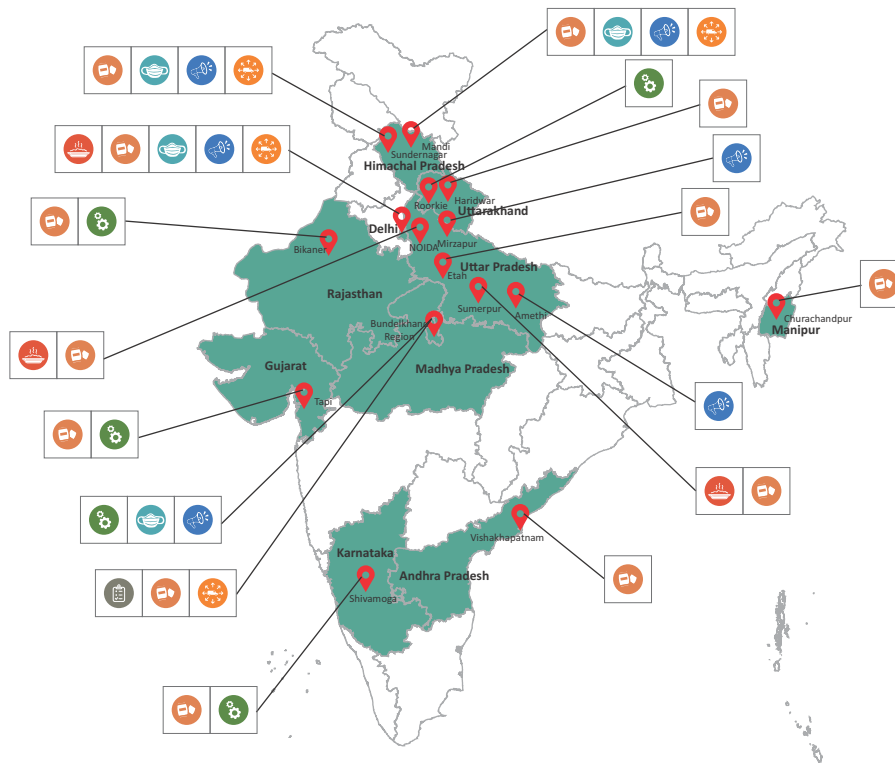 Mandi
Sundernagar
Himachal Pradesh
Haridwar
Roorkie
Uttarakhand
Delhi
NOIDA
Mirzapur
Bikaner
Uttar Pradesh
Etah
Rajasthan
Sumerpur
Amethi
Churachandpur
Manipur
Bundelkhand
Region
Gujarat
Madhya Pradesh
Tapi
Vishakhapatnam
Karnataka
Andhra Pradesh
Shivamoga